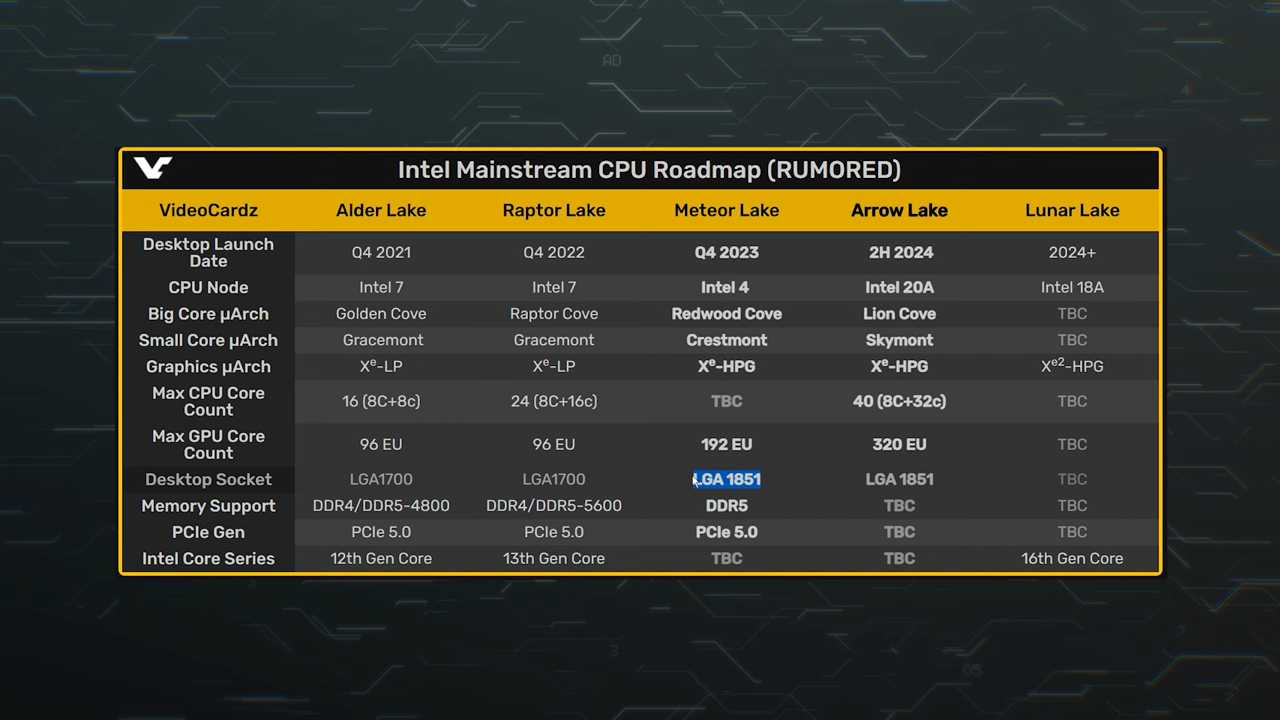 AD
4
Intel Mainstream CPU Roadmap (RUMORED)
VideoCardz Alder Lake Raptor Lake Meteor Lake Arrow Lake Lunar Lake
Desktop Launch
Date Q4 2021 Q4 2022 Q4 2023 2H 2024 2024+
CPU Node Intel 7 Intel 7 Intel 4 Intel 20A Intel 18A
Big Core μArch Golden Cove Raptor Cove Redwood Cove Lion Cove TBC
Small Core μArch Gracemont Gracemont Crestmont Skymont TBC
Graphics μArch Xe-LP Xe-LP Xe-HPG Xe-HPG Xe2-HPG
Max CPU Core
Count 16 (8C+8c) 24 (8C+16c) TBC 40 (8C+32c) TBC
Max GPU Core
Count 96 EU 96 EU 192 EU 320 EU TBC
Desktop Socket LGA1700 LGA1700 LGA 1851 LGA 1851 TBC
Memory Support DDR4/DDR5-4800 DDR4/DDR5-5600 DDR5 TBC TBC
PCIe Gen PCIe 5.0 PCIe 5.0 PCIe 5.0 TBC TBC
Intel Core Series 12th Gen Core 13th Gen Core TBC TBC 16th Gen Core
3
05